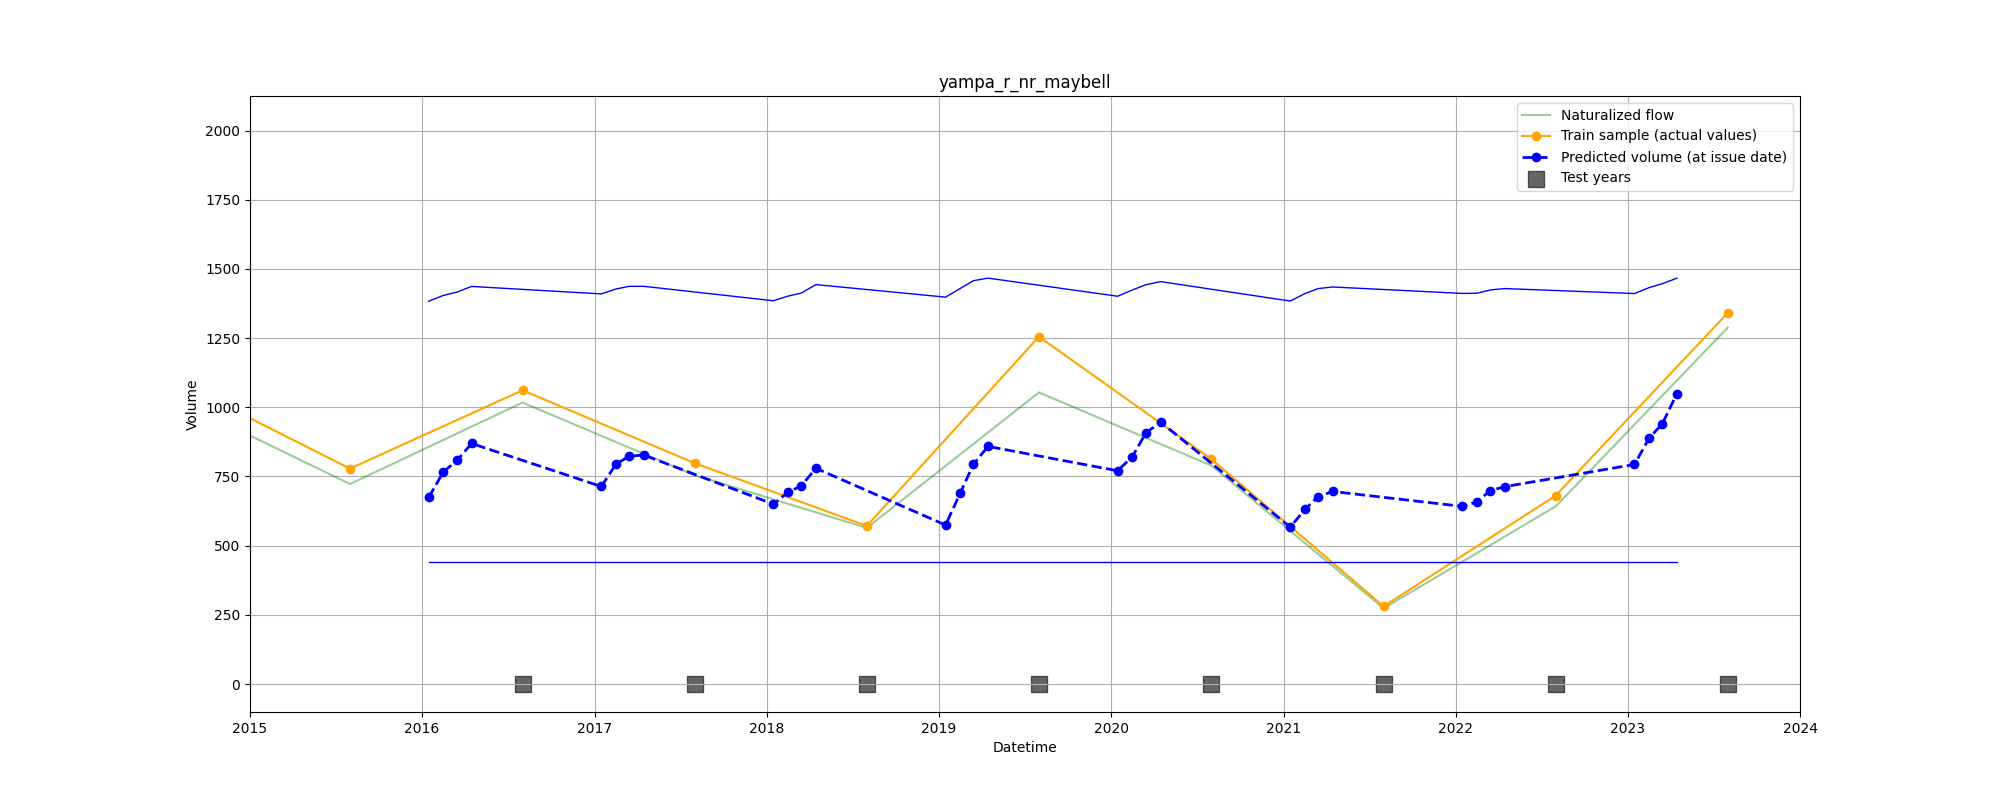 yampa_r_nr_maybell
Naturalized flow
Train sample (actual values)
Predicted volume (at issue date)
Test years
Volume
2000
1750
1500
1250
1000
750
500
250
0
2015 2016 2017 2018 2019 2020 2021 2022 2023 2024
Datetime